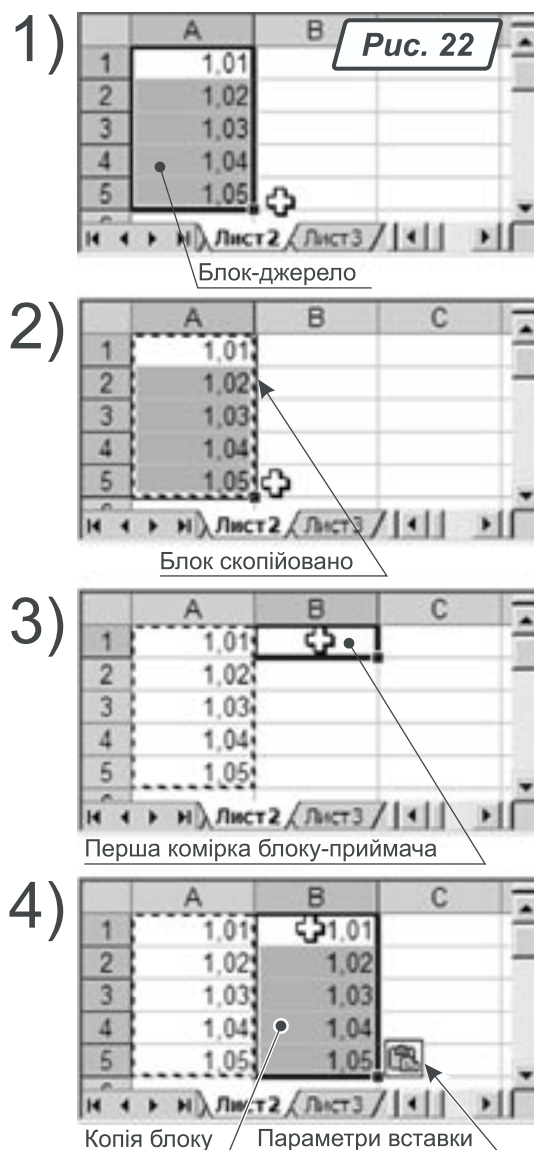 1)
Рис. 22
A B
1 1,01
2 1,02
3 1,03
4 1,04
5 1,05
Лист2 Лист3
Блок-джерело
2)
A B C
1 1,01
2 1,02
3 1,03
4 1,04
5 1,05
Лист2 Лист3
Блок скопійовано
3)
A B C
1 1,01
2 1,02
3 1,03
4 1,04
5 1,05
Лист2 Лист3
Перша комірка блоку-приймача
4)
A B C
1 1,01 1,01
2 1,02 1,02
3 1,03 1,03
4 1,04 1,04
5 1,05 1,05
Лист2 Лист3
Копія блоку Параметри вставки